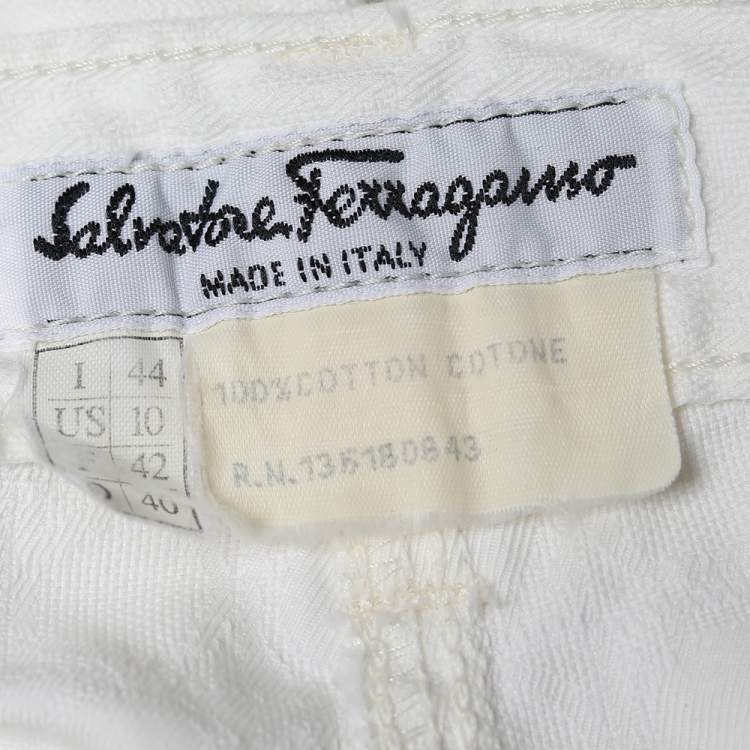 Salvatore Ferragamo
MADE IN ITALY
I 44
US 10
F 42
D 40
100% COTTON COTONE
R.N. 135180843